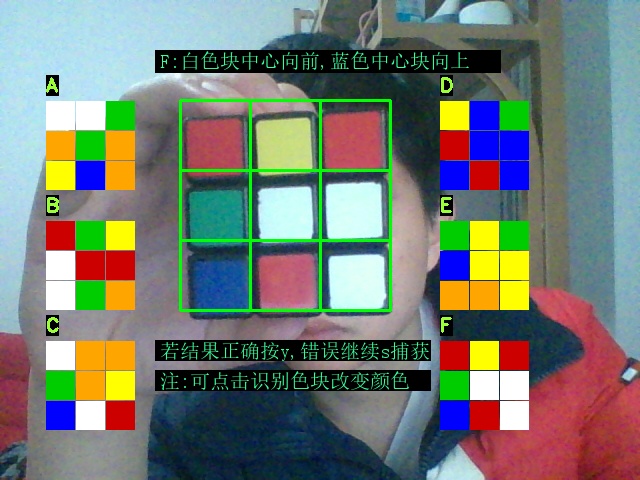 F:白色块中心向前,蓝色中心块向上
A
D
B
E
C
F
若结果正确按y,错误继续s捕获
注:可点击识别色块改变颜色